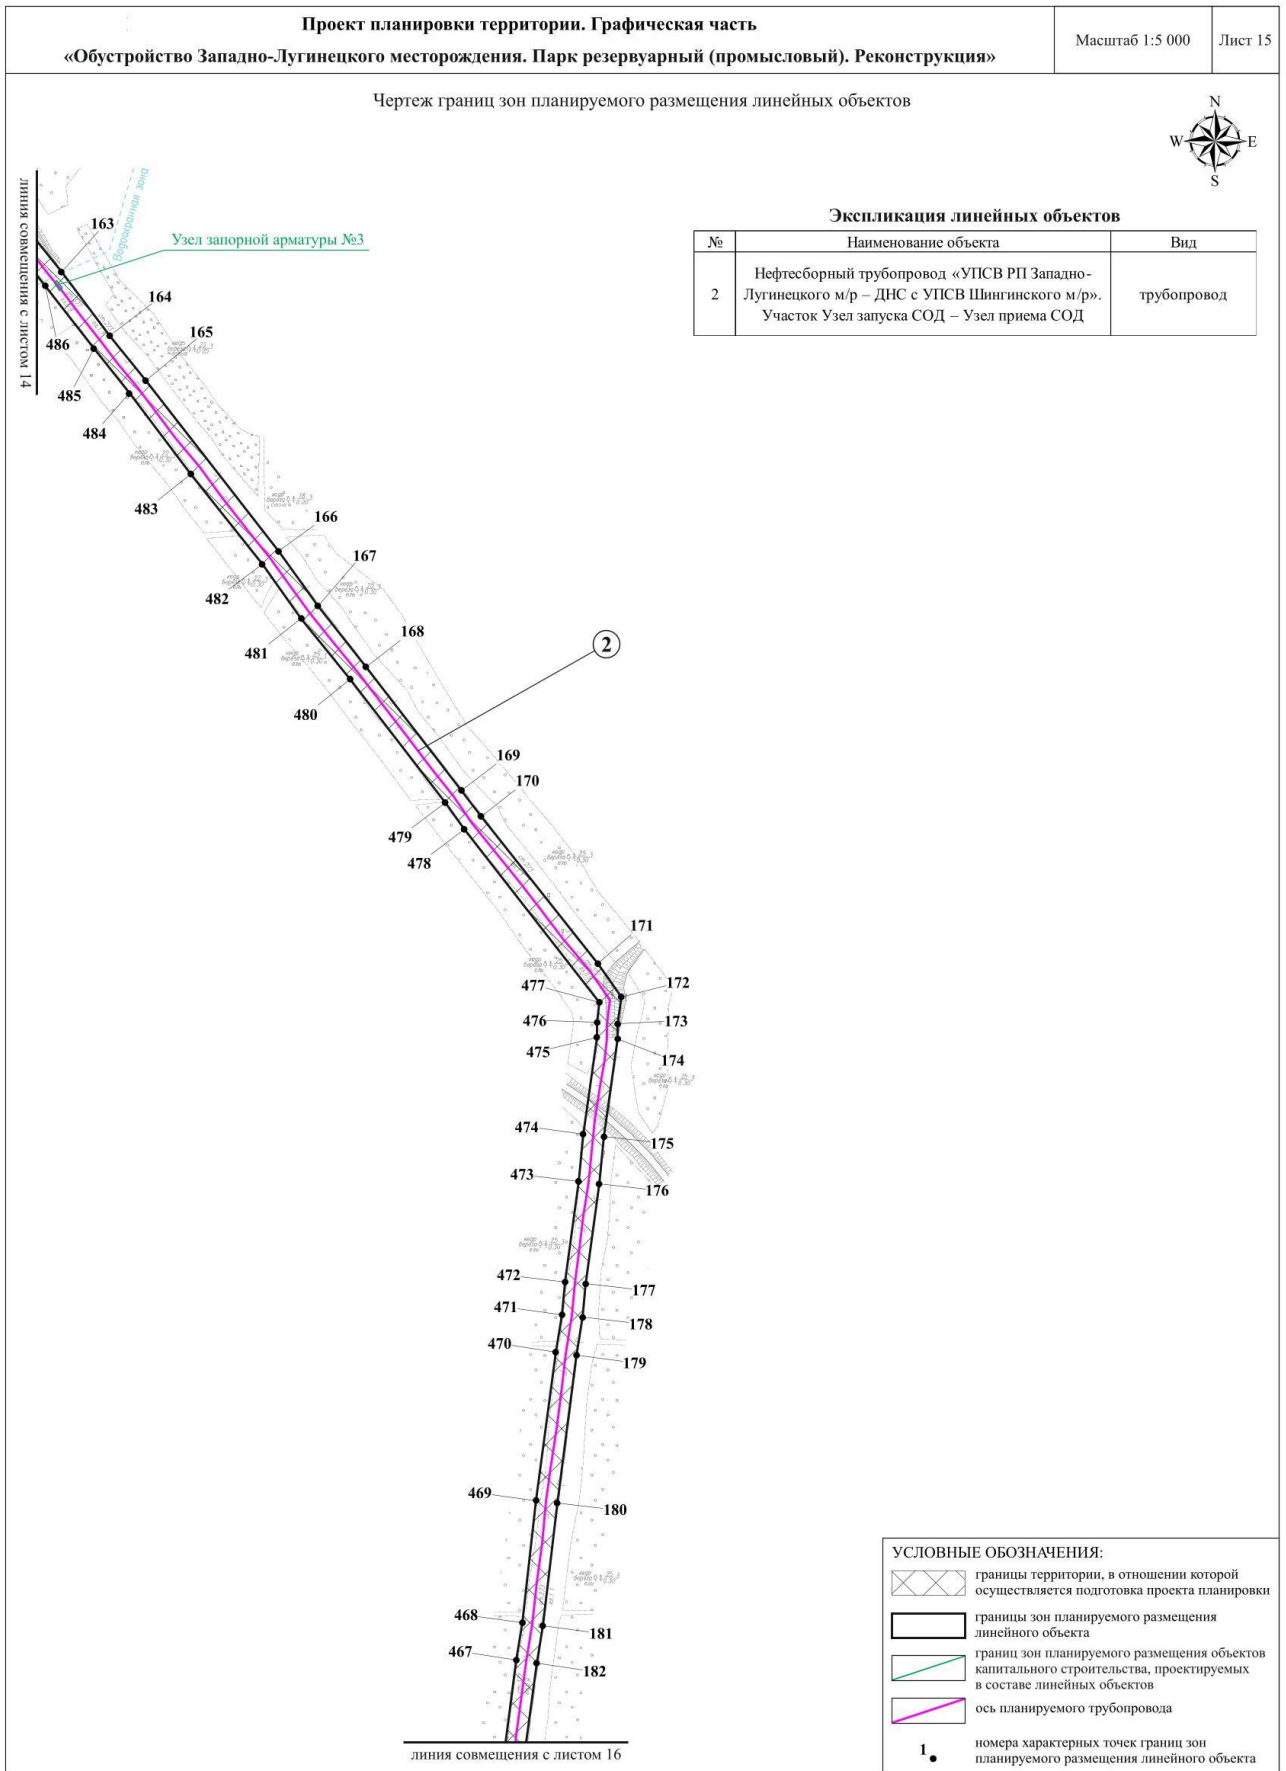 Проект планировки территории. Графическая часть
«Обустройство Западно-Лугинецкого месторождения. Парк резервуарный (промысловый). Реконструкция»
Масштаб 1:5 000
Лист 15
Чертеж границ зон планируемого размещения линейных объектов
N
W
E
S
линия совмещения с листом 14
Водоохранная зона
Узел запорной арматуры №3
Экспликация линейных объектов
№
Наименование объекта
Вид
2
Нефтесборный трубопровод «УПСВ РП Западно-
Лугинецкого м/р – ДНС с УПСВ Шингинского м/р».
Участок Узел запуска СОД – Узел приема СОД
трубопровод
163
164
165
486
485
484
483
166
167
482
481
168
2
480
169
170
479
478
171
172
477
476
173
475
174
474
175
473
176
472
177
471
178
470
179
469
180
468
181
467
182
линия совмещения с листом 16
УСЛОВНЫЕ ОБОЗНАЧЕНИЯ:
границы территории, в отношении которой
осуществляется подготовка проекта планировки
границы зон планируемого размещения
линейного объекта
границ зон планируемого размещения объектов
капитального строительства, проектируемых
в составе линейных объектов
ось планируемого трубопровода
1
номера характерных точек границ зон
планируемого размещения линейного объекта